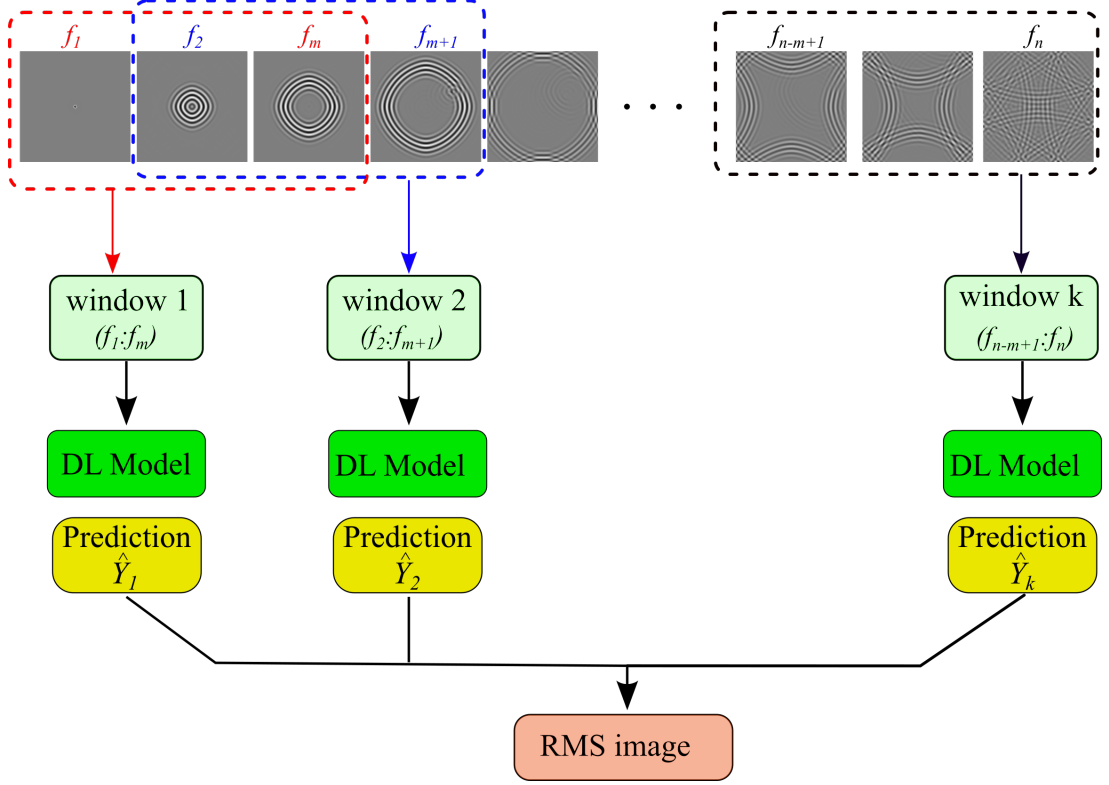 f₁ f₂ fₘ fₘ₊₁ fₙ₋ₘ₊₁ fₙ
. . .
window 1 window 2 window k
(f₁:fₘ) (f₂:fₘ₊₁) (fₙ₋ₘ₊₁:fₙ)
DL Model DL Model DL Model
Prediction Prediction Prediction
Ŷ₁ Ŷ₂ Ŷₖ
RMS image